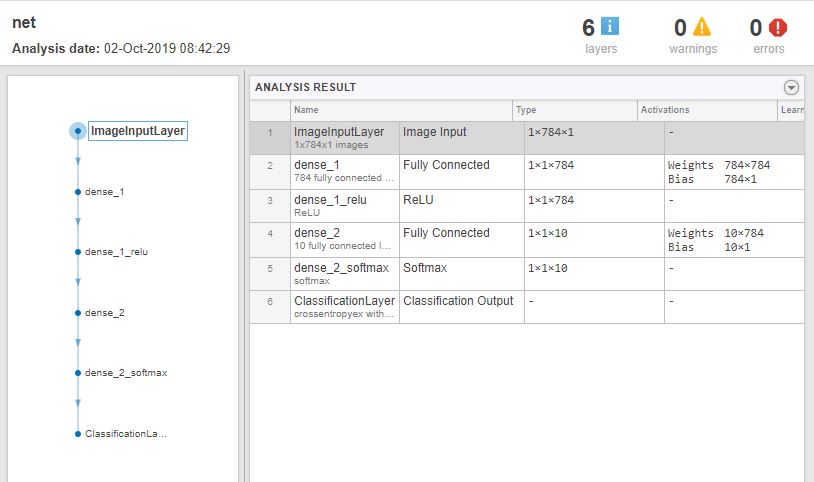 net
Analysis date: 02-Oct-2019 08:42:29
6 layers
0 warnings
0 errors
ImageInputLayer
dense_1
dense_1_relu
dense_2
dense_2_softmax
ClassificationLa...
ANALYSIS RESULT
Name Type Activations Learn
1 ImageInputLayer Image Input 1×784×1 -
1x784x1 images
2 dense_1 Fully Connected 1×1×784 Weights 784×784
784 fully connected ... Bias 784×1
3 dense_1_relu ReLU 1×1×784 -
ReLU
4 dense_2 Fully Connected 1×1×10 Weights 10×784
10 fully connected l... Bias 10×1
5 dense_2_softmax Softmax 1×1×10 -
softmax
6 ClassificationLayer Classification Output - -
crossentropyex with...